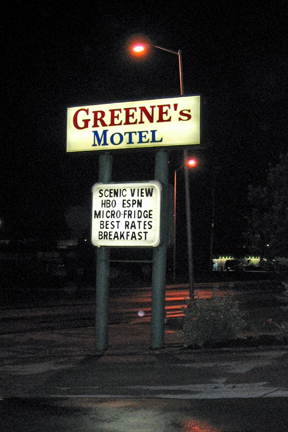 GREENE's
MOTEL
SCENIC VIEW
HBO ESPN
MICRO-FRIDGE
BEST RATES
BREAKFAST